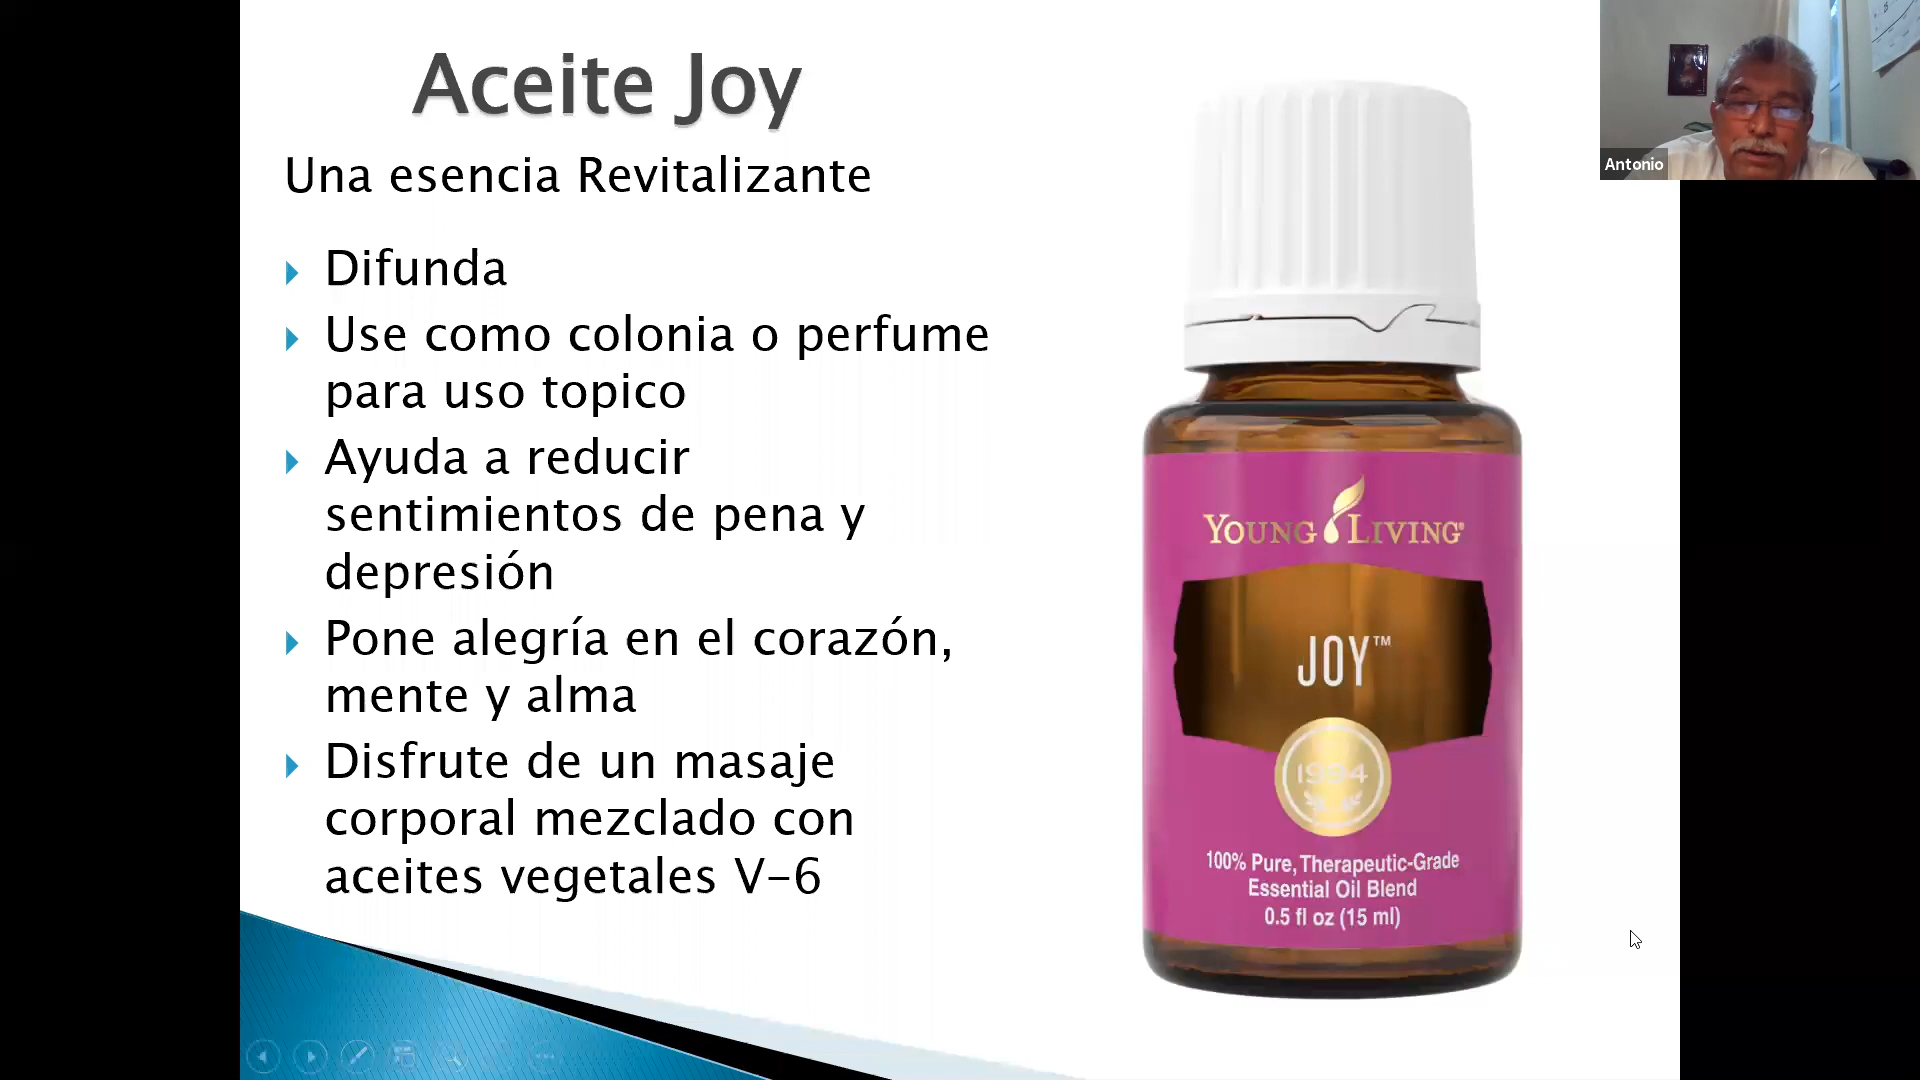 Aceite Joy
Una esencia Revitalizante
Difunda
Use como colonia o perfume
para uso topico
Ayuda a reducir
sentimientos de pena y
depresión
Pone alegría en el corazón,
mente y alma
Disfrute de un masaje
corporal mezclado con
aceites vegetales V-6
YOUNG LIVING®
JOY™
1994
100% Pure, Therapeutic-Grade
Essential Oil Blend
0.5 fl oz (15 ml)
Antonio